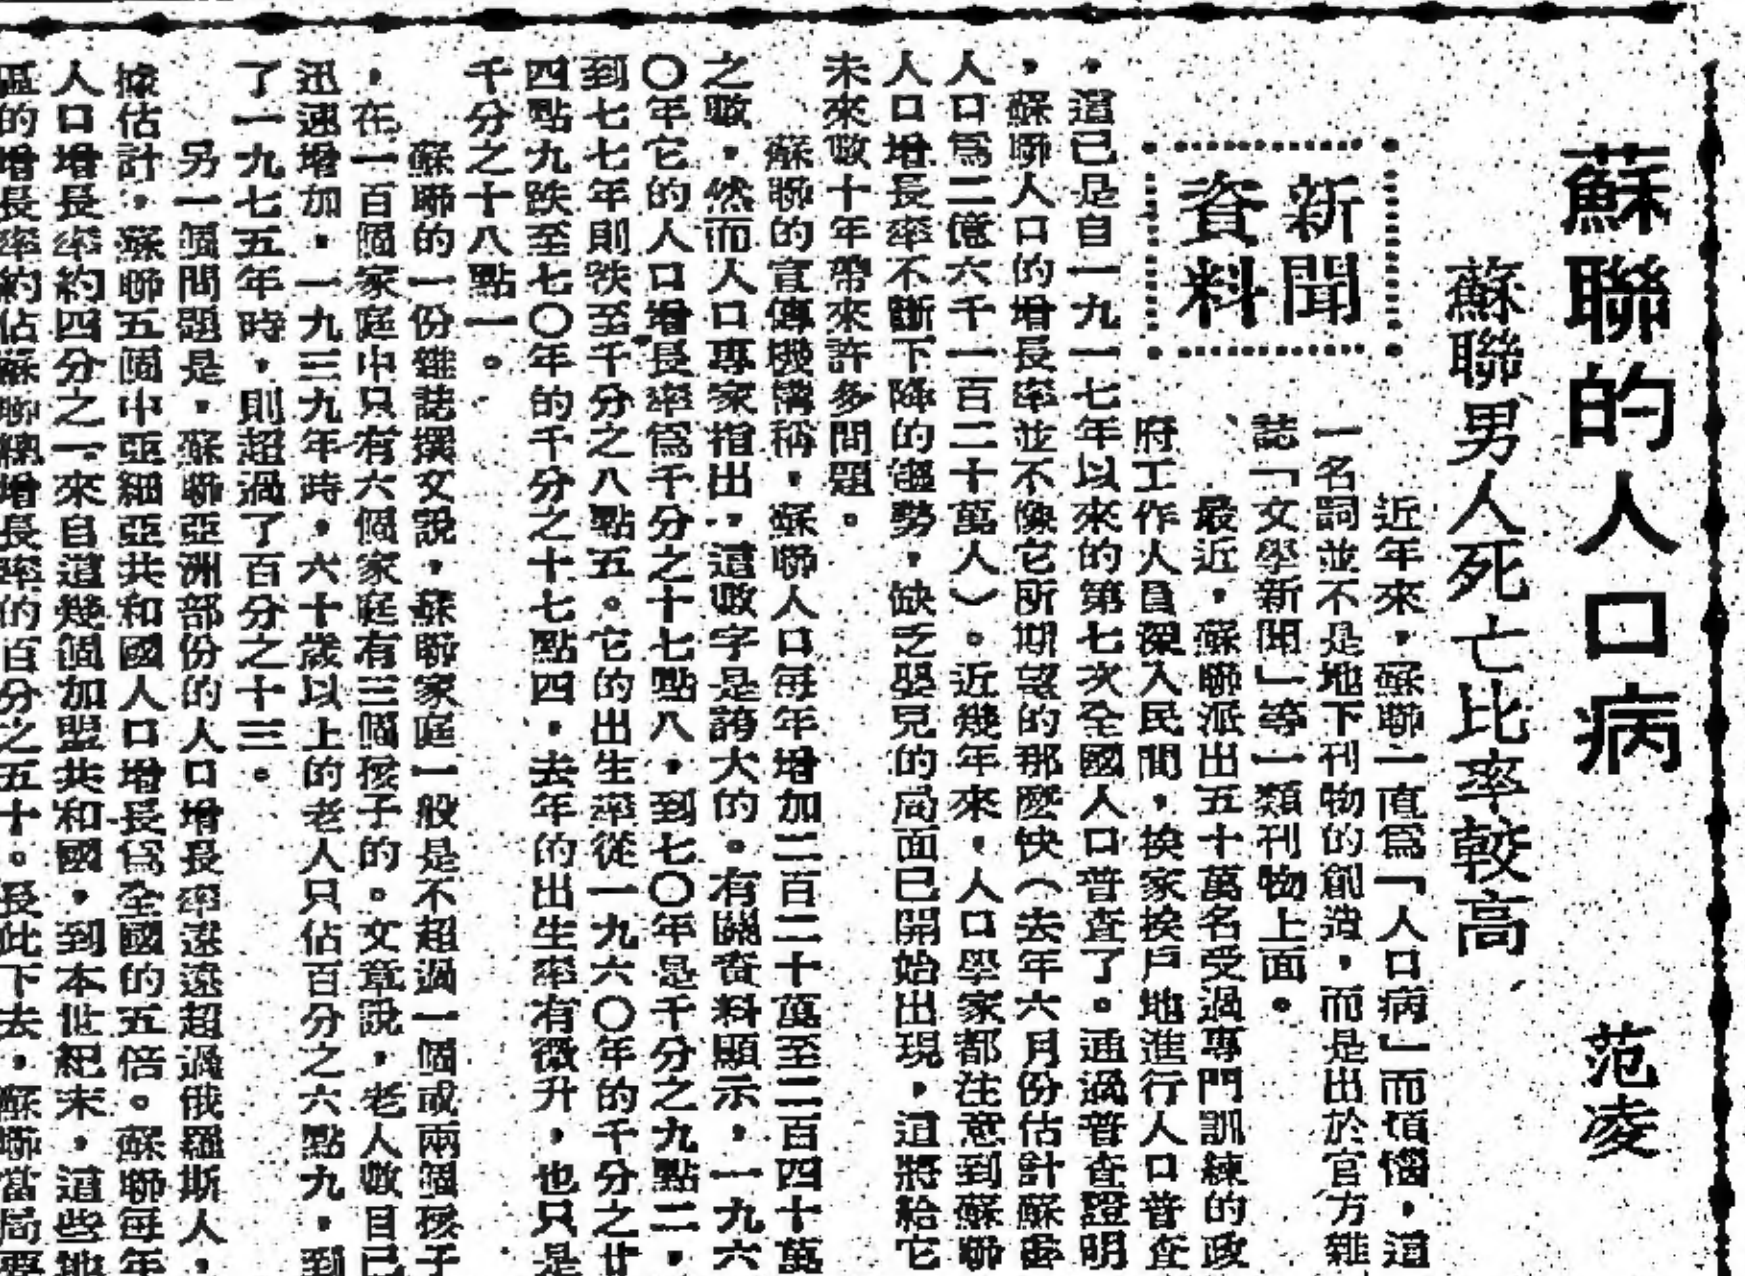 蘇聯的人口病
范凌
蘇聯男人死亡比率較高
新聞
資料
近年來，蘇聯一直爲「人口病」而煩惱，這
一名詞並不是地下刊物的創造，而是出於官方雜
誌「文學新聞」等一類刊物上面。
最近，蘇聯派出五十萬名受過專門訓練的政
府工作人員深入民間，挨家挨戶地進行人口普查
，這已是自一九一七年以來的第七次全國人口普查了。通過普查證明
，蘇聯人口的增長率並不像它所期望的那麼快（去年六月份估計蘇聯
人口爲二億六千一百二十萬人）。近幾年來，人口學家都注意到蘇聯
人口增長率不斷下降的趨勢，缺乏嬰兒的局面已開始出現，這將給它
未來數十年帶來許多問題。
蘇聯的宣傳機構稱，蘇聯人口每年增加二百二十萬至二百四十萬
之數，然而人口專家指出，這數字是誇大的。有關資料顯示，一九六
〇年它的人口增長率爲千分之十七點八，到七〇年是千分之九點二，
到七七年則跌至千分之八點五。它的出生率從一九六〇年的千分之廿
四點九跌至七〇年的千分之十七點四，去年的出生率有微升，也只是
千分之十八點一。
蘇聯的一份雜誌撰文說，蘇聯家庭一般是不超過一個或兩個孩子
，在一百個家庭中只有六個家庭有三個孩子的。文章說，老人數目已
迅速增加，一九三九年時，六十歲以上的老人只佔百分之六點九，到
了一九七五年時，則超過了百分之十三。
另一個問題是，蘇聯亞洲部份的人口增長率遠遠超過俄羅斯人，
據估計，蘇聯五個中亞細亞共和國人口增長爲全國的五倍。蘇聯每年
人口增長率約四分之一來自這幾個加盟共和國，到本世紀末，這些地
區的增長率約佔蘇聯總增長率的百分之五十。長此下去，蘇聯當局要